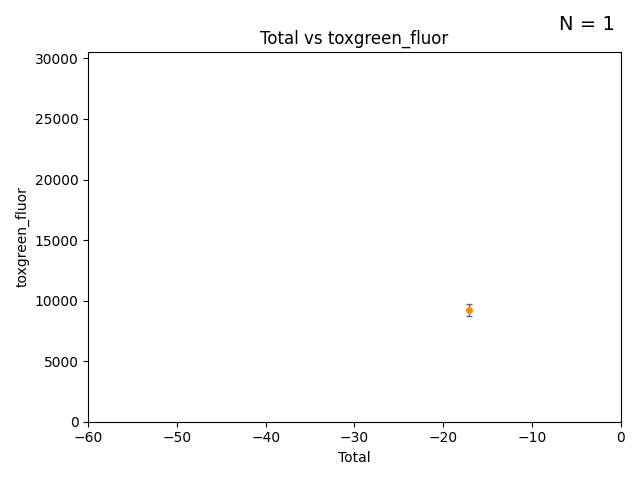 N = 1
Total vs toxgreen_fluor
30000
25000
20000
15000
10000
5000
0
toxgreen_fluor
−60 −50 −40 −30 −20 −10 0
Total